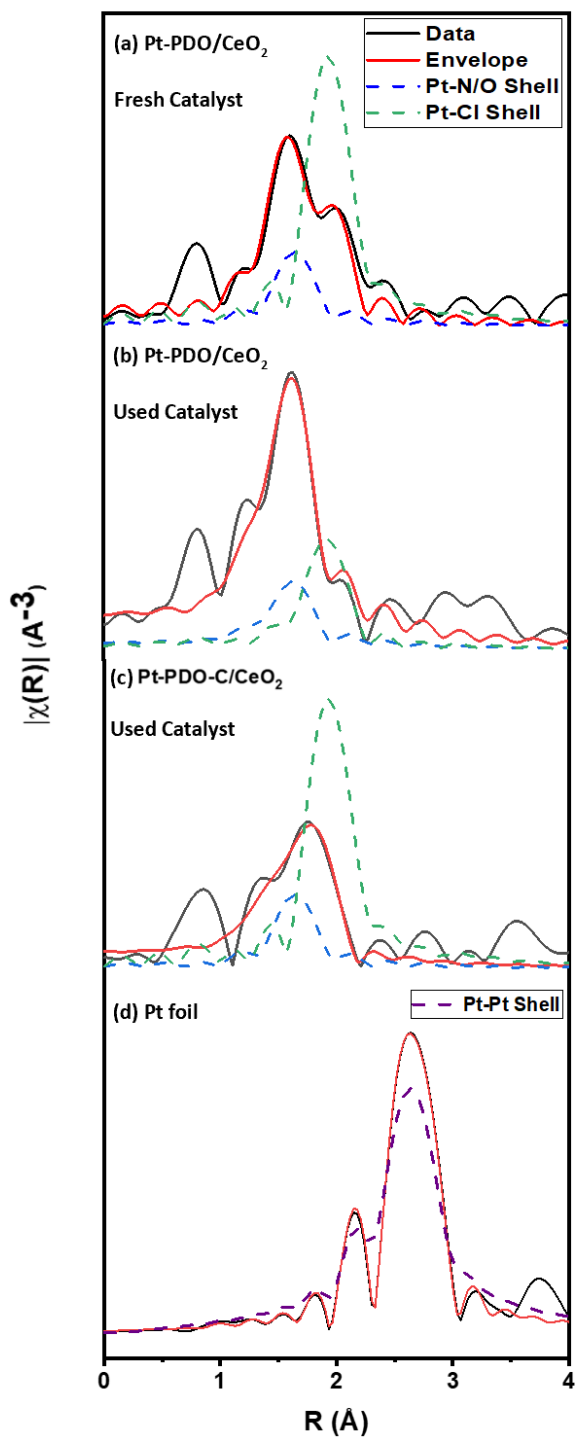 (a) Pt-PDO/CeO₂
Fresh Catalyst
Data
Envelope
Pt-N/O Shell
Pt-Cl Shell
(b) Pt-PDO/CeO₂
Used Catalyst
(c) Pt-PDO-C/CeO₂
Used Catalyst
(d) Pt foil
Pt-Pt Shell
|χ(R)| (A⁻³)
0 1 2 3 4
R (Å)